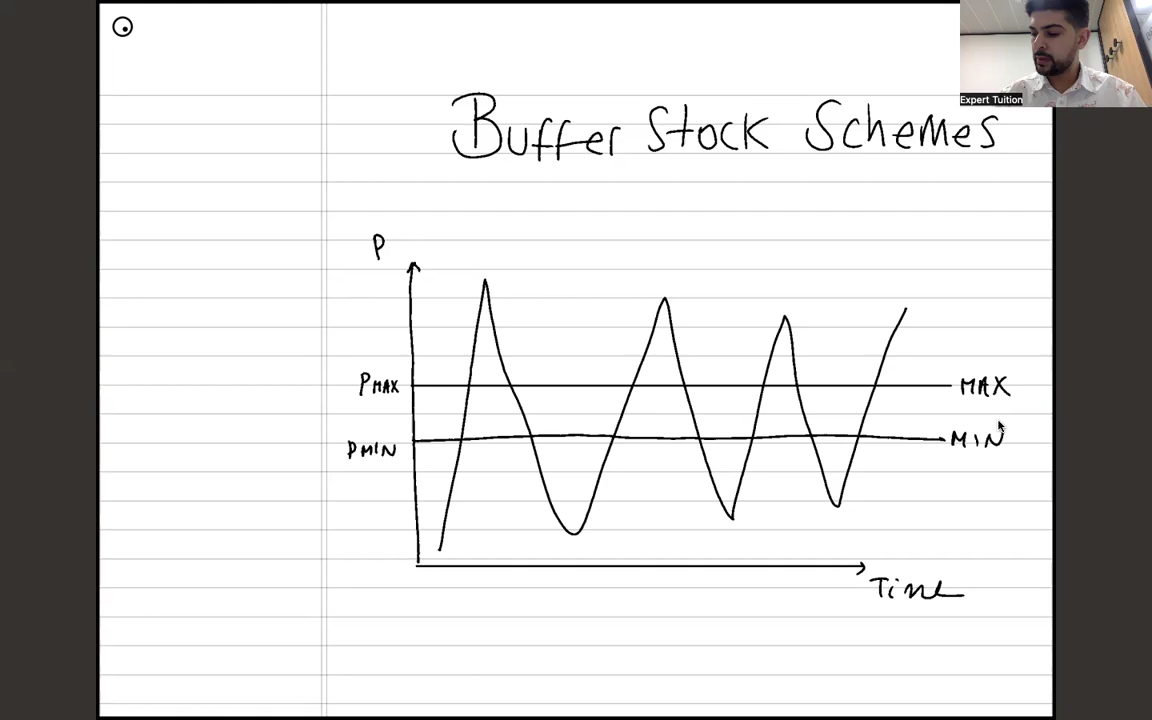 Expert Tuition
Buffer Stock Schemes
P
PMAX
MAX
PMIN
MIN
Time